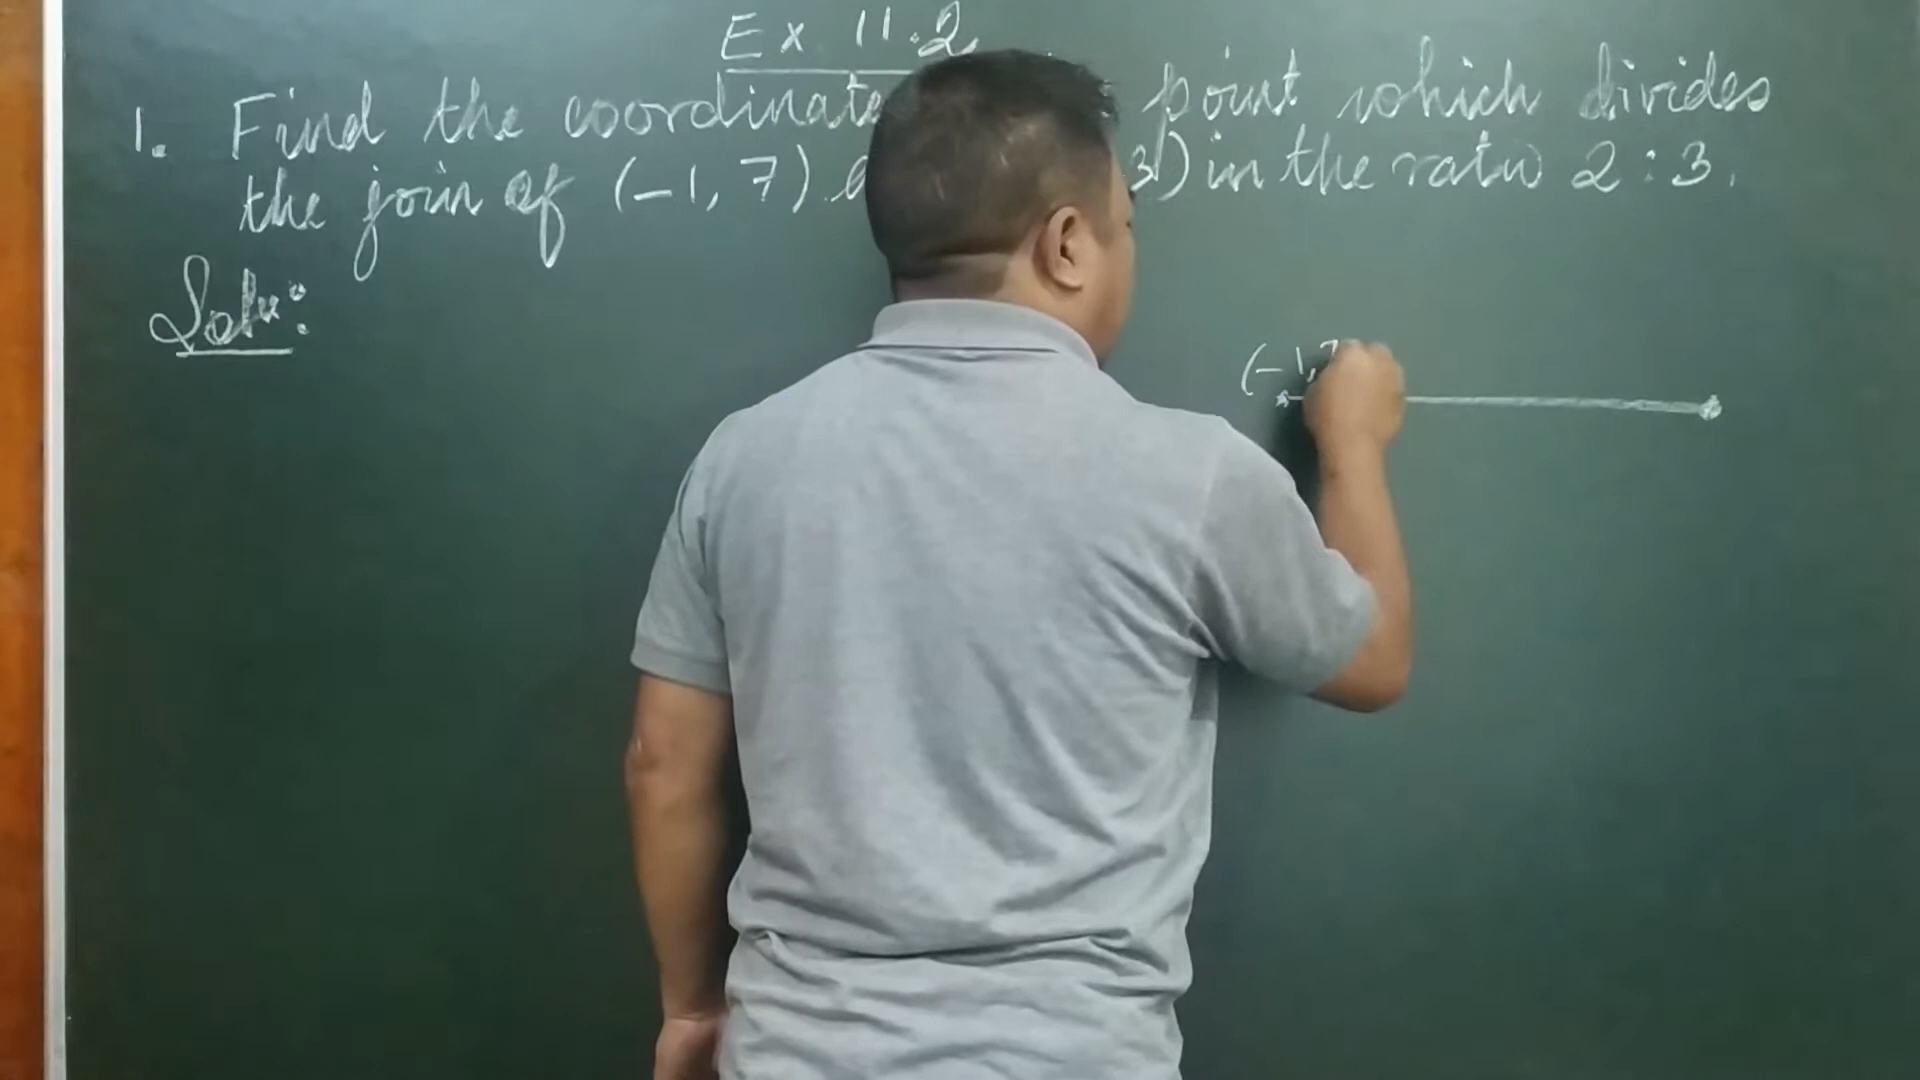 Ex. 11.2
1. Find the coordinate point which divides
the join of (-1, 7) 3) in the ratio 2 : 3.
Soln:
(-1, 7